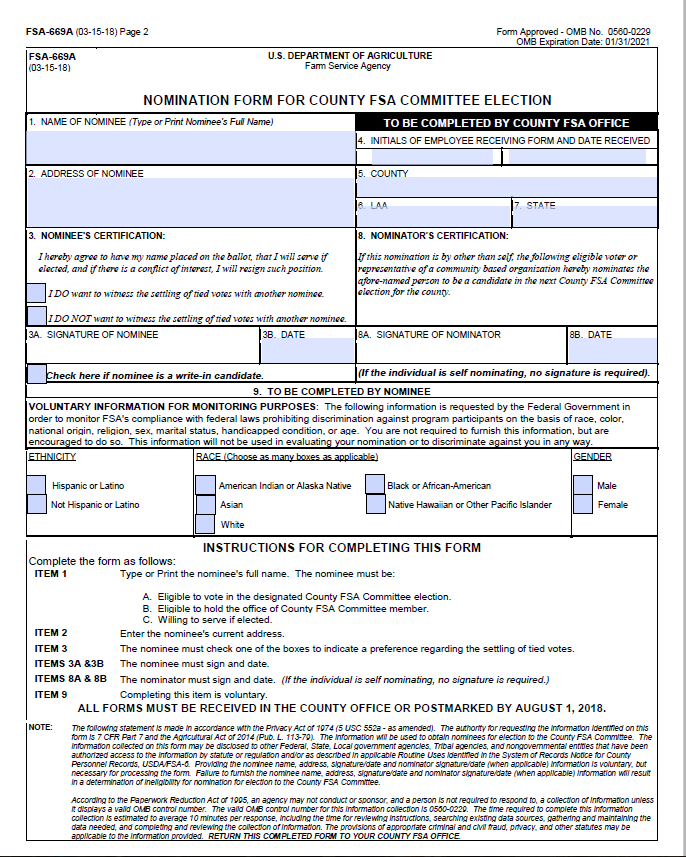 FSA-669A (03-15-18) Page 2
Form Approved - OMB No. 0560-0229
OMB Expiration Date: 01/31/2021
FSA-669A
(03-15-18)
U.S. DEPARTMENT OF AGRICULTURE
Farm Service Agency
NOMINATION FORM FOR COUNTY FSA COMMITTEE ELECTION
1. NAME OF NOMINEE (Type or Print Nominee's Full Name)
TO BE COMPLETED BY COUNTY FSA OFFICE
4. INITIALS OF EMPLOYEE RECEIVING FORM AND DATE RECEIVED
2. ADDRESS OF NOMINEE
5. COUNTY
6. LAA
7. STATE
3. NOMINEE'S CERTIFICATION:
I hereby agree to have my name placed on the ballot, that I will serve if
elected, and if there is a conflict of interest, I will resign such position.
I DO want to witness the settling of tied votes with another nominee.
I DO NOT want to witness the settling of tied votes with another nominee.
8. NOMINATOR'S CERTIFICATION:
If this nomination is by other than self, the following eligible voter or
representative of a community based organization hereby nominates the
afore-named person to be a candidate in the next County FSA Committee
election for the county.
3A. SIGNATURE OF NOMINEE
3B. DATE
8A. SIGNATURE OF NOMINATOR
8B. DATE
Check here if nominee is a write-in candidate.
(If the individual is self nominating, no signature is required).
9. TO BE COMPLETED BY NOMINEE
VOLUNTARY INFORMATION FOR MONITORING PURPOSES: The following information is requested by the Federal Government in
order to monitor FSA's compliance with federal laws prohibiting discrimination against program participants on the basis of race, color,
national origin, religion, sex, marital status, handicapped condition, or age. You are not required to furnish this information, but are
encouraged to do so. This information will not be used in evaluating your nomination or to discriminate against you in any way.
ETHNICITY
Hispanic or Latino
Not Hispanic or Latino
RACE (Choose as many boxes as applicable)
American Indian or Alaska Native
Black or African-American
Asian
Native Hawaiian or Other Pacific Islander
White
GENDER
Male
Female
INSTRUCTIONS FOR COMPLETING THIS FORM
Complete the form as follows:
ITEM 1 Type or Print the nominee's full name. The nominee must be:
A. Eligible to vote in the designated County FSA Committee election.
B. Eligible to hold the office of County FSA Committee member.
C. Willing to serve if elected.
ITEM 2 Enter the nominee's current address.
ITEM 3 The nominee must check one of the boxes to indicate a preference regarding the settling of tied votes.
ITEMS 3A &3B The nominee must sign and date.
ITEMS 8A & 8B The nominator must sign and date. (If the individual is self nominating, no signature is required.)
ITEM 9 Completing this item is voluntary.
ALL FORMS MUST BE RECEIVED IN THE COUNTY OFFICE OR POSTMARKED BY AUGUST 1, 2018.
NOTE: The following statement is made in accordance with the Privacy Act of 1974 (5 USC 552a - as amended). The authority for requesting the information identified on this
form is 7 CFR Part 7 and the Agricultural Act of 2014 (Pub. L. 113-79). The information will be used to obtain nominees for election to the County FSA Committee. The
information collected on this form may be disclosed to other Federal, State, Local government agencies, Tribal agencies, and nongovernmental entities that have been
authorized access to the information by statute or regulation and/or as described in applicable Routine Uses identified in the System of Records Notice for County
Personnel Records, USDA/FSA-6. Providing the nominee name, address, signature/date and nominator signature/date (when applicable) information is voluntary, but
necessary for processing the form. Failure to furnish the nominee name, address, signature/date and nominator signature/date (when applicable) information will result
in a determination of ineligibility for nomination for election to the County FSA Committee.
According to the Paperwork Reduction Act of 1995, an agency may not conduct or sponsor, and a person is not required to respond to, a collection of information unless
it displays a valid OMB control number. The valid OMB control number for this information collection is 0560-0229. The time required to complete this information
collection is estimated to average 10 minutes per response, including the time for reviewing instructions, searching existing data sources, gathering and maintaining the
data needed, and completing and reviewing the collection of information. The provisions of appropriate criminal and civil fraud, privacy, and other statutes may be
applicable to the information provided. RETURN THIS COMPLETED FORM TO YOUR COUNTY FSA OFFICE.